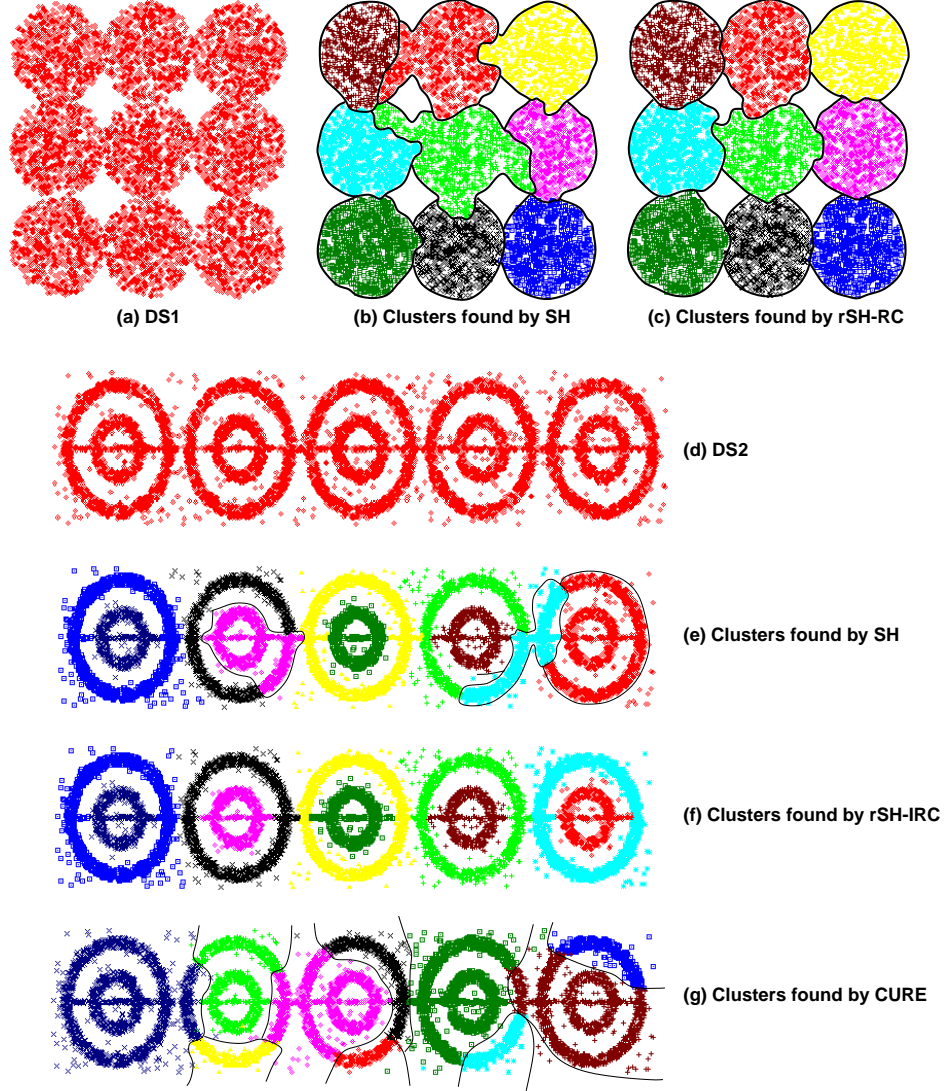 (a) DS1
(b) Clusters found by SH
(c) Clusters found by rSH-RC
(d) DS2
(e) Clusters found by SH
(f) Clusters found by rSH-IRC
(g) Clusters found by CURE